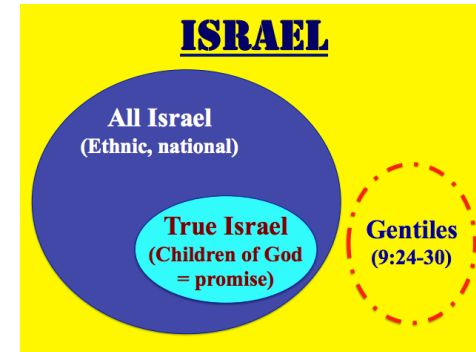 ISRAEL
All Israel
(Ethnic, national)
True Israel
(Children of God
= promise)
Gentiles
(9:24-30)